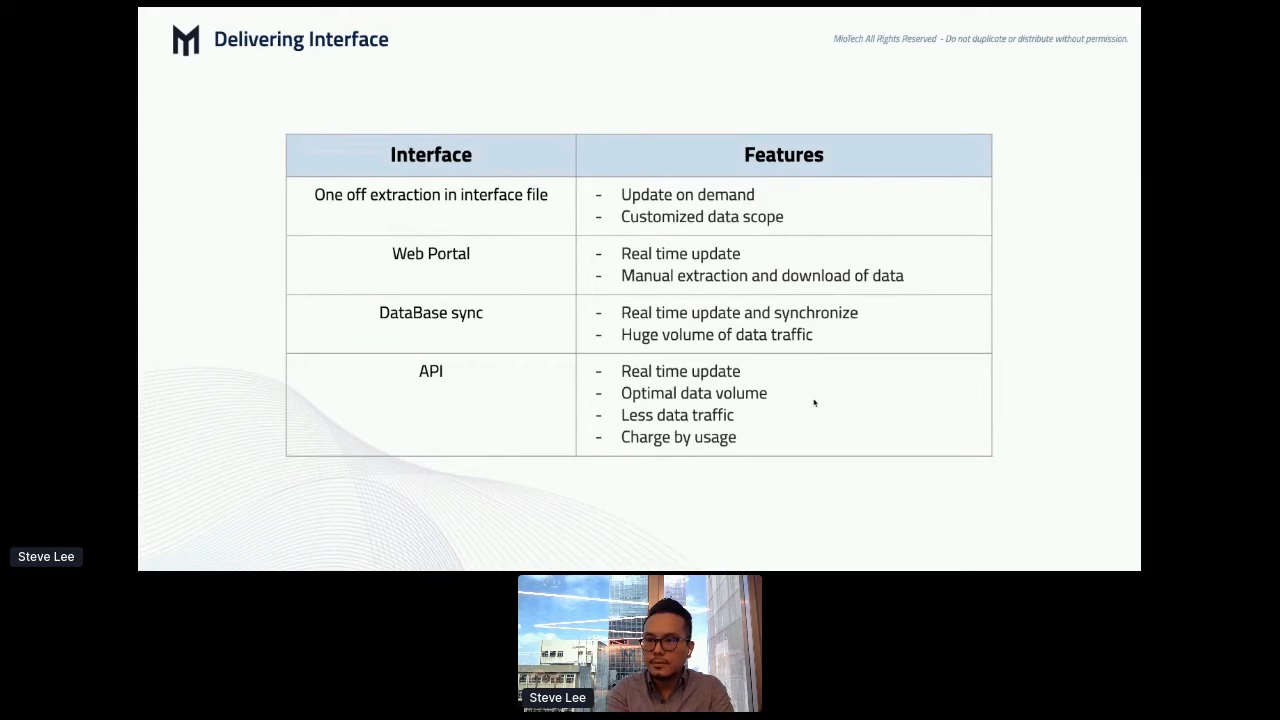 Delivering Interface
MioTech All Rights Reserved - Do not duplicate or distribute without permission.
Interface
Features
One off extraction in interface file
- Update on demand
- Customized data scope
Web Portal
- Real time update
- Manual extraction and download of data
DataBase sync
- Real time update and synchronize
- Huge volume of data traffic
API
- Real time update
- Optimal data volume
- Less data traffic
- Charge by usage
Steve Lee
Steve Lee